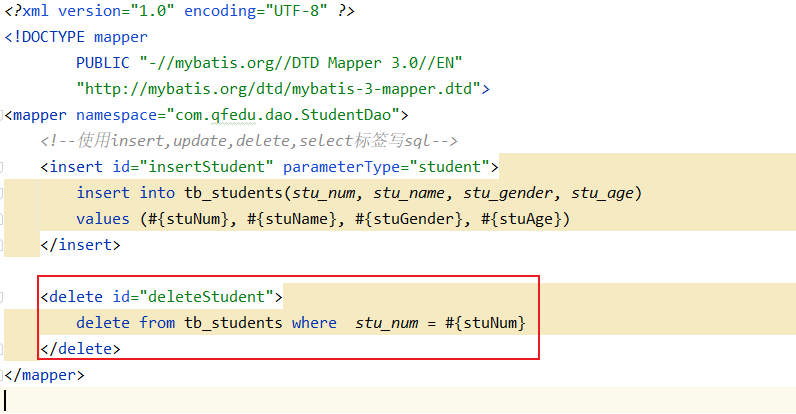 <?xml version="1.0" encoding="UTF-8" ?>
<!DOCTYPE mapper
PUBLIC "-//mybatis.org//DTD Mapper 3.0//EN"
"http://mybatis.org/dtd/mybatis-3-mapper.dtd">
<mapper namespace="com.qfedu.dao.StudentDao">
<!--使用insert,update,delete,select标签写sql-->
<insert id="insertStudent" parameterType="student">
insert into tb_students(stu_num, stu_name, stu_gender, stu_age)
values (#{stuNum}, #{stuName}, #{stuGender}, #{stuAge})
</insert>
<delete id="deleteStudent">
delete from tb_students where  stu_num = #{stuNum}
</delete>
</mapper>